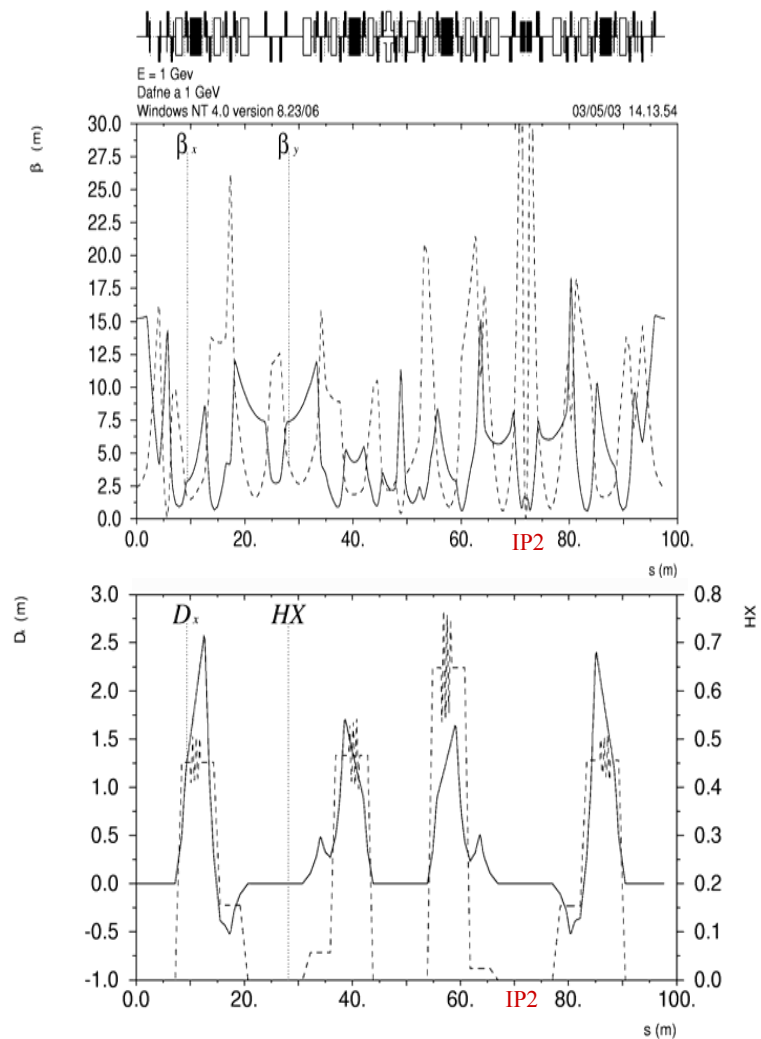 E = 1 Gev
Dafne a 1 GeV
Windows NT 4.0 version 8.23/06 03/05/03 14.13.54
β (m)
βx βy
30.0
27.5
25.0
22.5
20.0
17.5
15.0
12.5
10.0
7.5
5.0
2.5
0.0
0.0 20. 40. 60. 80. 100.
IP2
s (m)
Dx (m) HX
Dx HX
3.0 0.8
2.5 0.7
2.0 0.6
1.5 0.5
1.0 0.4
0.5 0.3
0.0 0.2
-0.5 0.1
-1.0 0.0
0.0 20. 40. 60. 80. 100.
IP2
s (m)